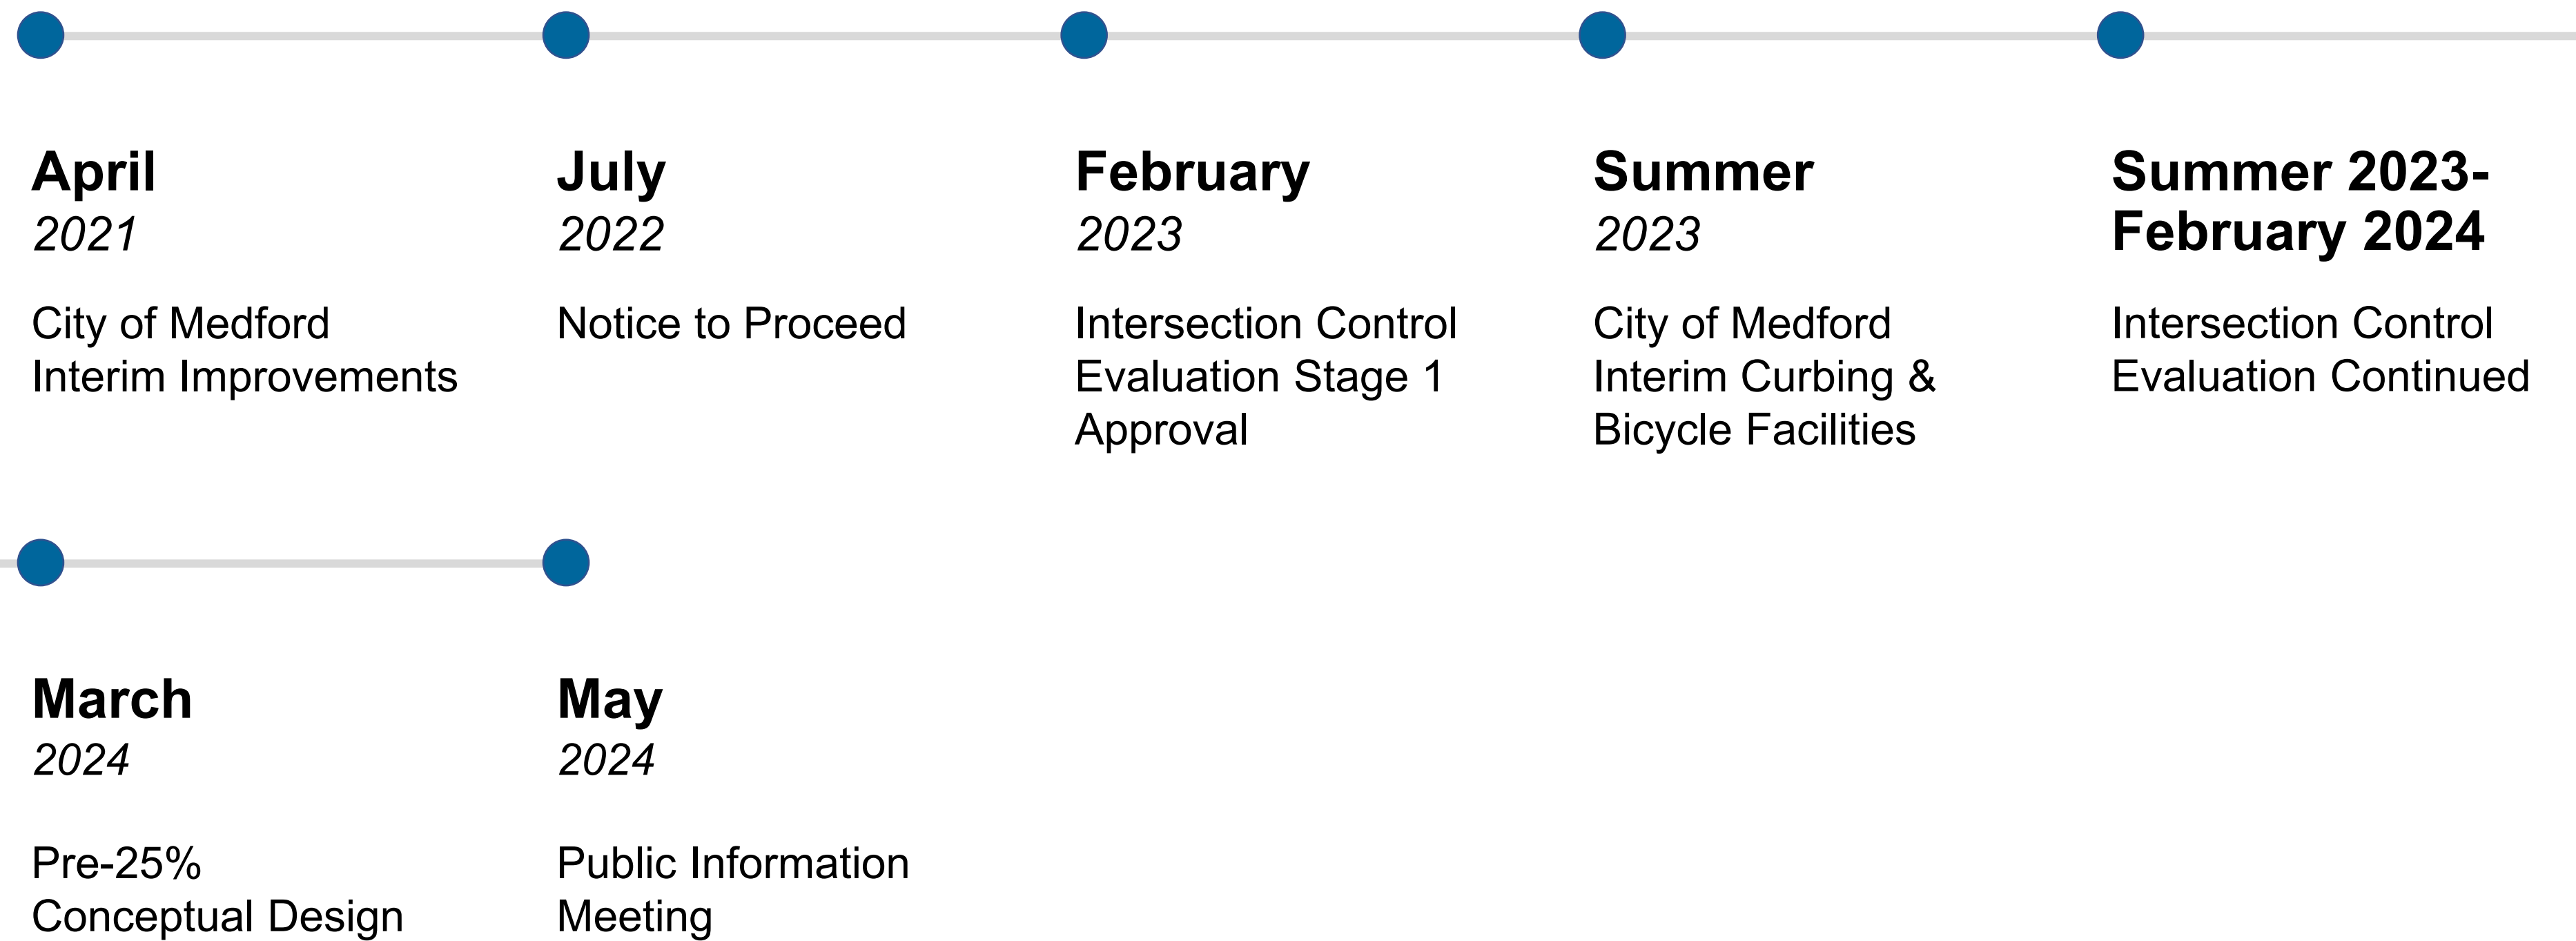 April
2021
City of Medford
Interim Improvements
July
2022
Notice to Proceed
February
2023
Intersection Control
Evaluation Stage 1
Approval
Summer
2023
City of Medford
Interim Curbing &
Bicycle Facilities
Summer 2023-
February 2024
Intersection Control
Evaluation Continued
March
2024
Pre-25%
Conceptual Design
May
2024
Public Information
Meeting